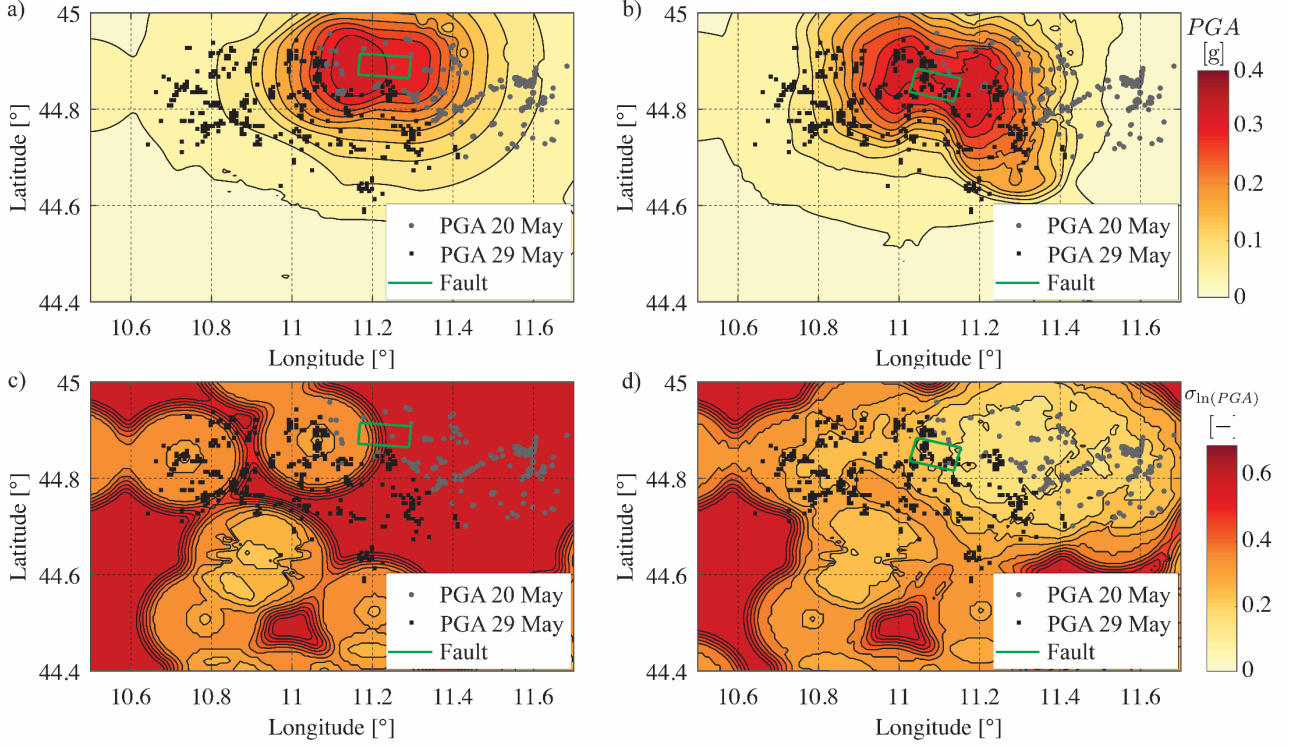 a)
45
44.8
44.6
44.4
Latitude [°]
10.6 10.8 11 11.2 11.4 11.6
Longitude [°]
PGA 20 May
PGA 29 May
Fault
b)
45
44.8
44.6
44.4
Latitude [°]
10.6 10.8 11 11.2 11.4 11.6
Longitude [°]
PGA 20 May
PGA 29 May
Fault
PGA
[g]
0.4
0.3
0.2
0.1
0
c)
45
44.8
44.6
44.4
Latitude [°]
10.6 10.8 11 11.2 11.4 11.6
Longitude [°]
PGA 20 May
PGA 29 May
Fault
d)
45
44.8
44.6
44.4
Latitude [°]
10.6 10.8 11 11.2 11.4 11.6
Longitude [°]
PGA 20 May
PGA 29 May
Fault
σln(PGA)
[—]
0.6
0.4
0.2
0